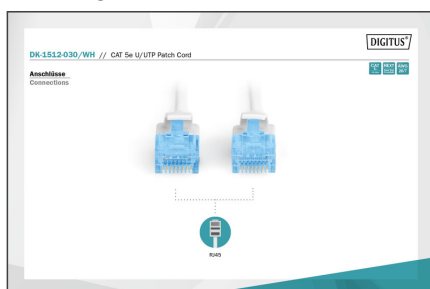 DIGITUS®
DK-1512-030/WH // CAT 5e U/UTP Patch Cord
Anschlüsse
Connections
RJ45